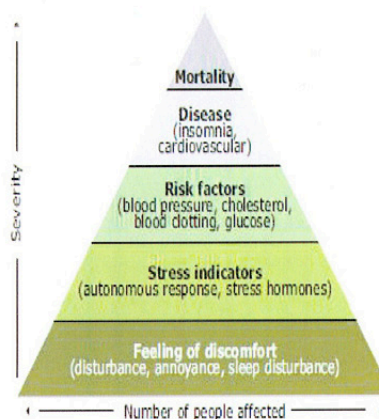 Mortality
Disease
(insomnia,
cardiovascular)
Risk factors
(blood pressure, cholesterol,
blood clotting, glucose)
Stress indicators
(autonomous response, stress hormones)
Feeling of discomfort
(disturbance, annoyance, sleep disturbance)
Severity
Number of people affected